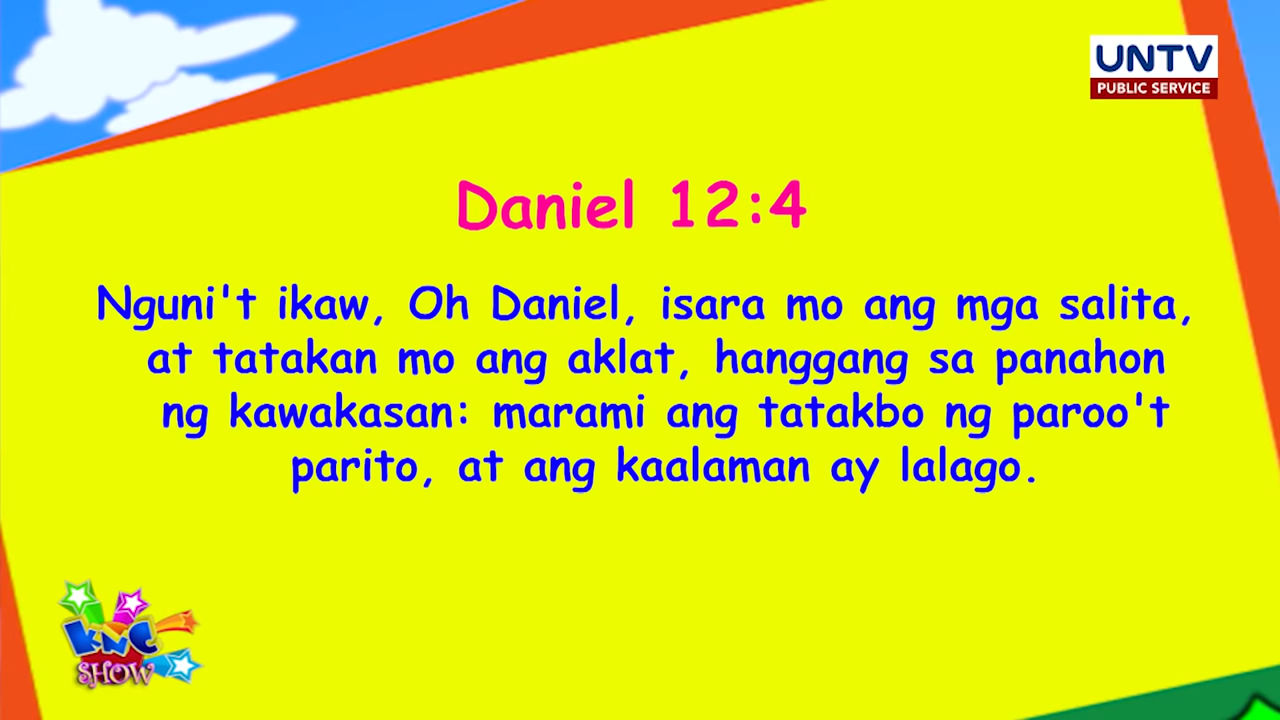 UNTV
PUBLIC SERVICE
Daniel 12:4
Nguni't ikaw, Oh Daniel, isara mo ang mga salita,
at tatakan mo ang aklat, hanggang sa panahon
ng kawakasan: marami ang tatakbo ng paroo't
parito, at ang kaalaman ay lalago.
KNC
SHOW